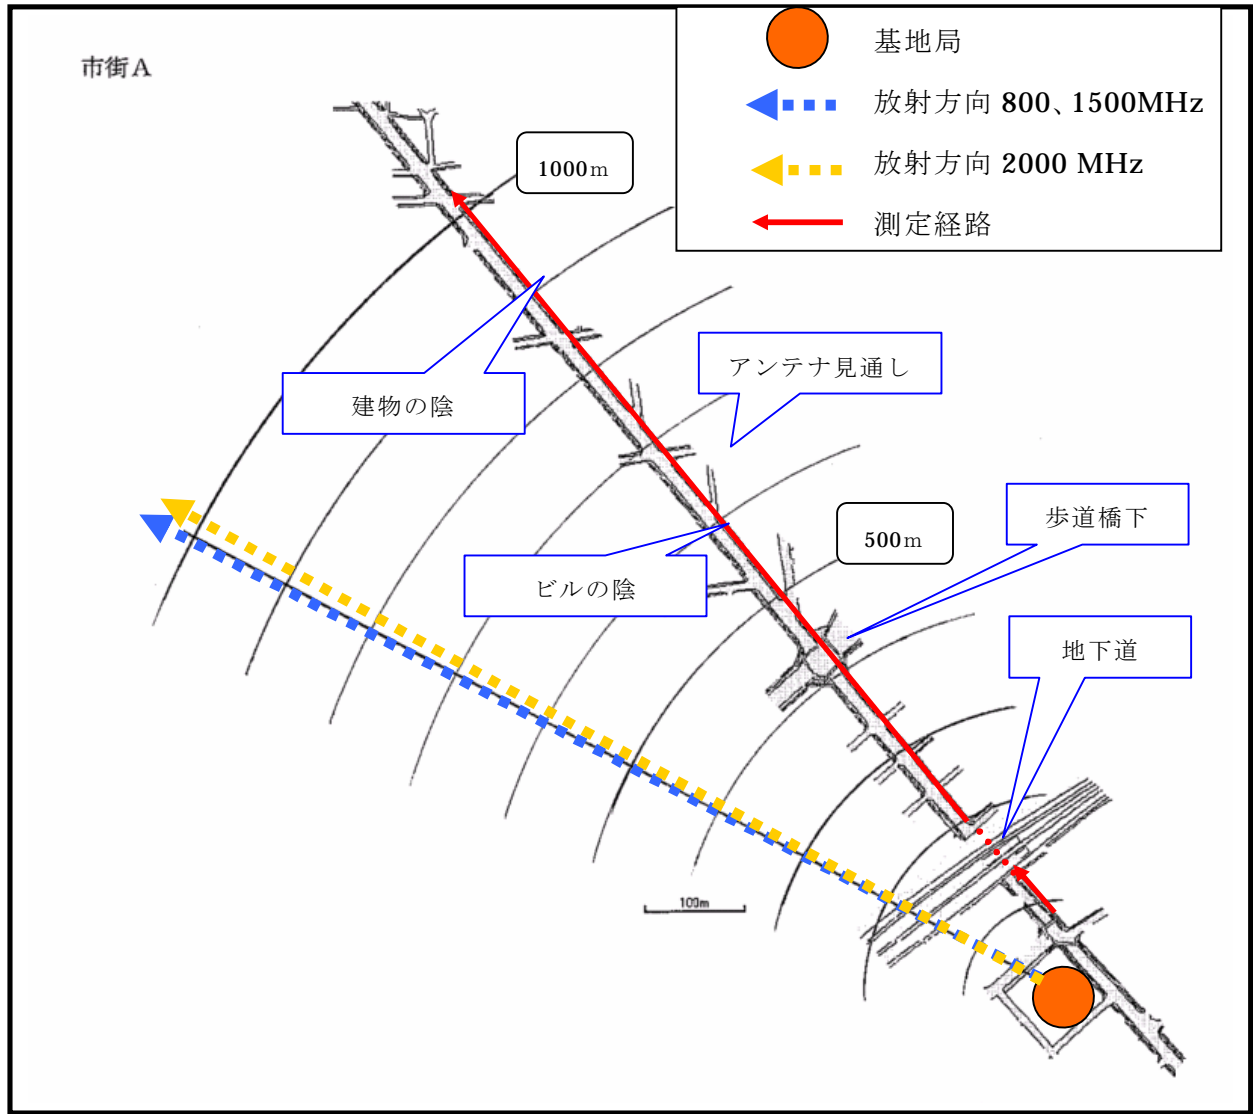 市街A
基地局
放射方向 800、1500MHz
放射方向 2000 MHz
測定経路
1000m
アンテナ見通し
建物の陰
歩道橋下
500m
ビルの陰
地下道
100m